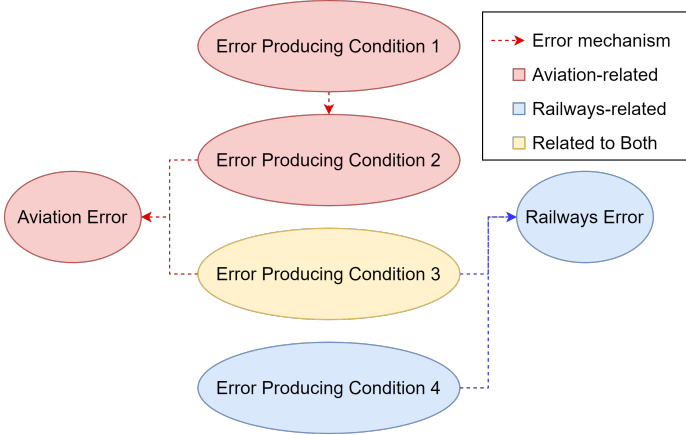 Error Producing Condition 1
Error mechanism
Aviation-related
Railways-related
Related to Both
Error Producing Condition 2
Aviation Error
Railways Error
Error Producing Condition 3
Error Producing Condition 4